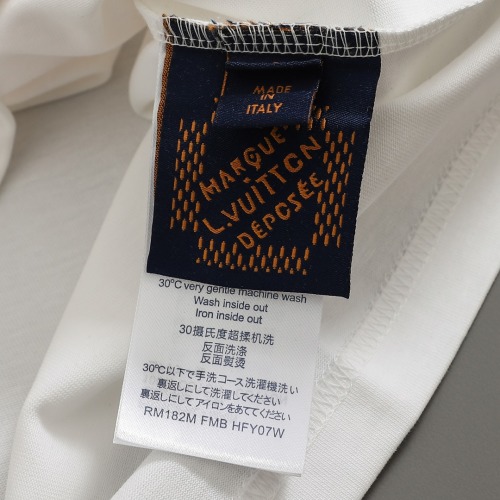 MADE
IN
ITALY
MARQUE
L.VUITTON
DÉPOSÉE
30°C very gentle machine wash
Wash inside out
Iron inside out
30摄氏度超揉机洗
反面洗涤
反面熨烫
30℃以下で手洗コース洗濯機洗い
裏返しにして洗濯してください
裏返しにしてアイロンをあててください
RM182M FMB HFY07W